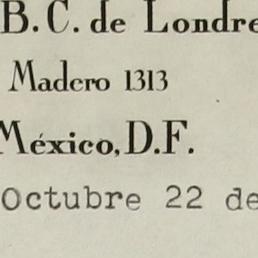 B.C. de Londre
Madero 1313
México, D.F.
Octubre 22 de